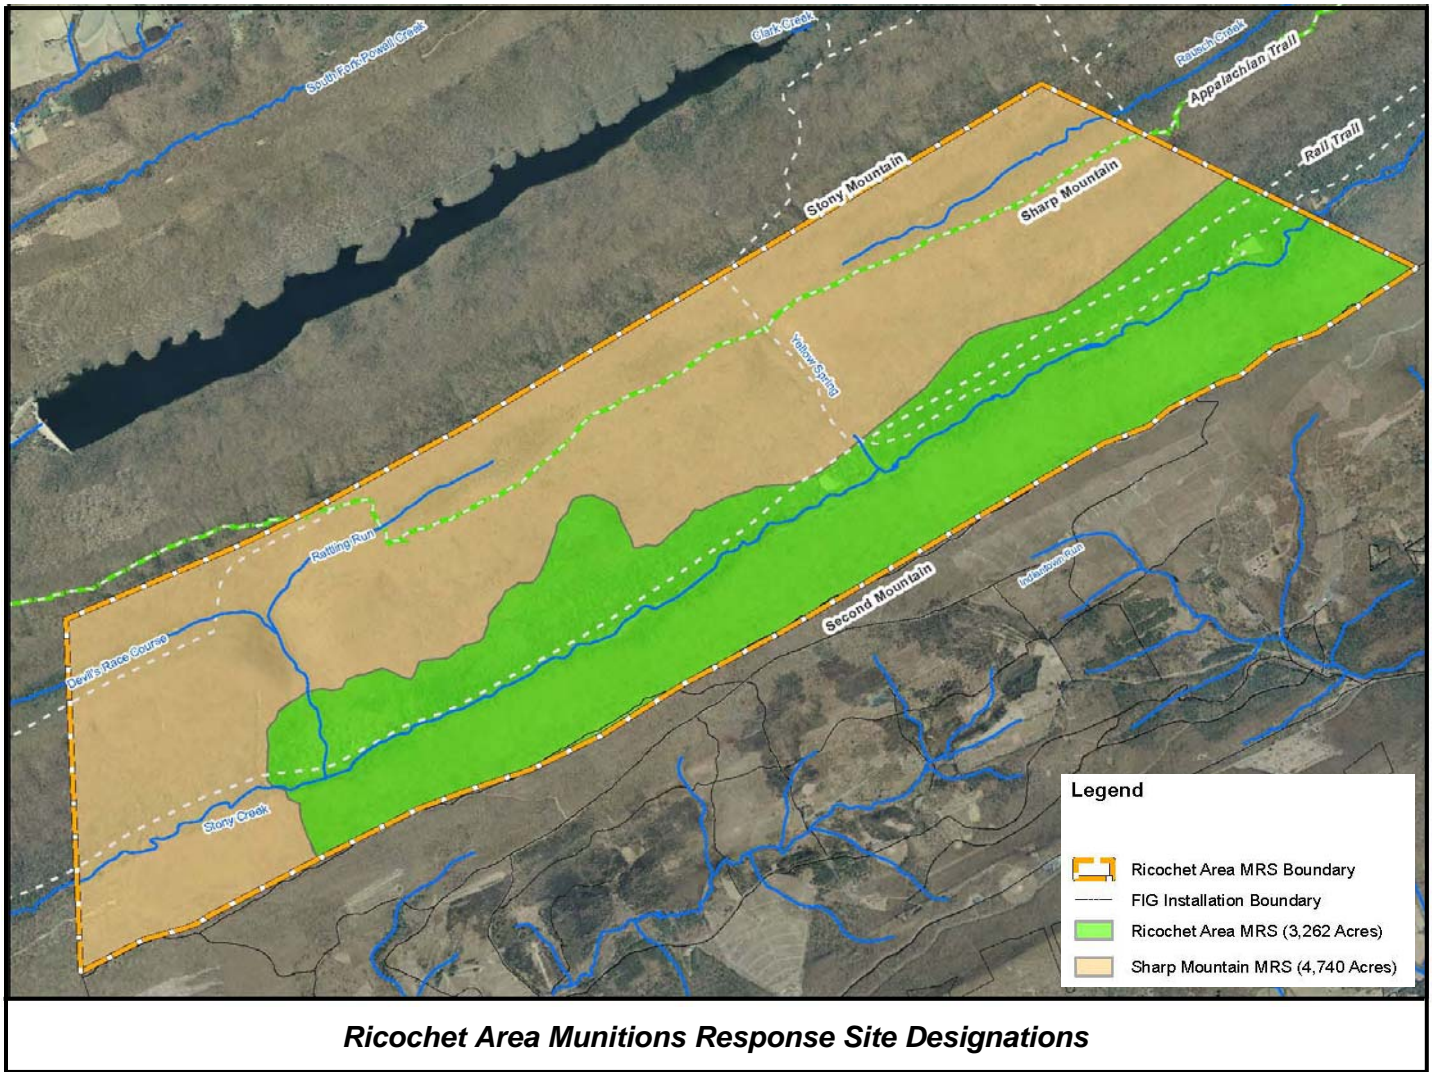 South Fork Powall Creek
Clark Creek
Rausch Creek
Appalachian Trail
Rail Trail
Stony Mountain
Sharp Mountain
Yellow Spring
Rattling Run
Devil's Race Course
Stony Creek
Second Mountain
Indiantown Run
Legend
Ricochet Area MRS Boundary
FIG Installation Boundary
Ricochet Area MRS (3,262 Acres)
Sharp Mountain MRS (4,740 Acres)
Ricochet Area Munitions Response Site Designations